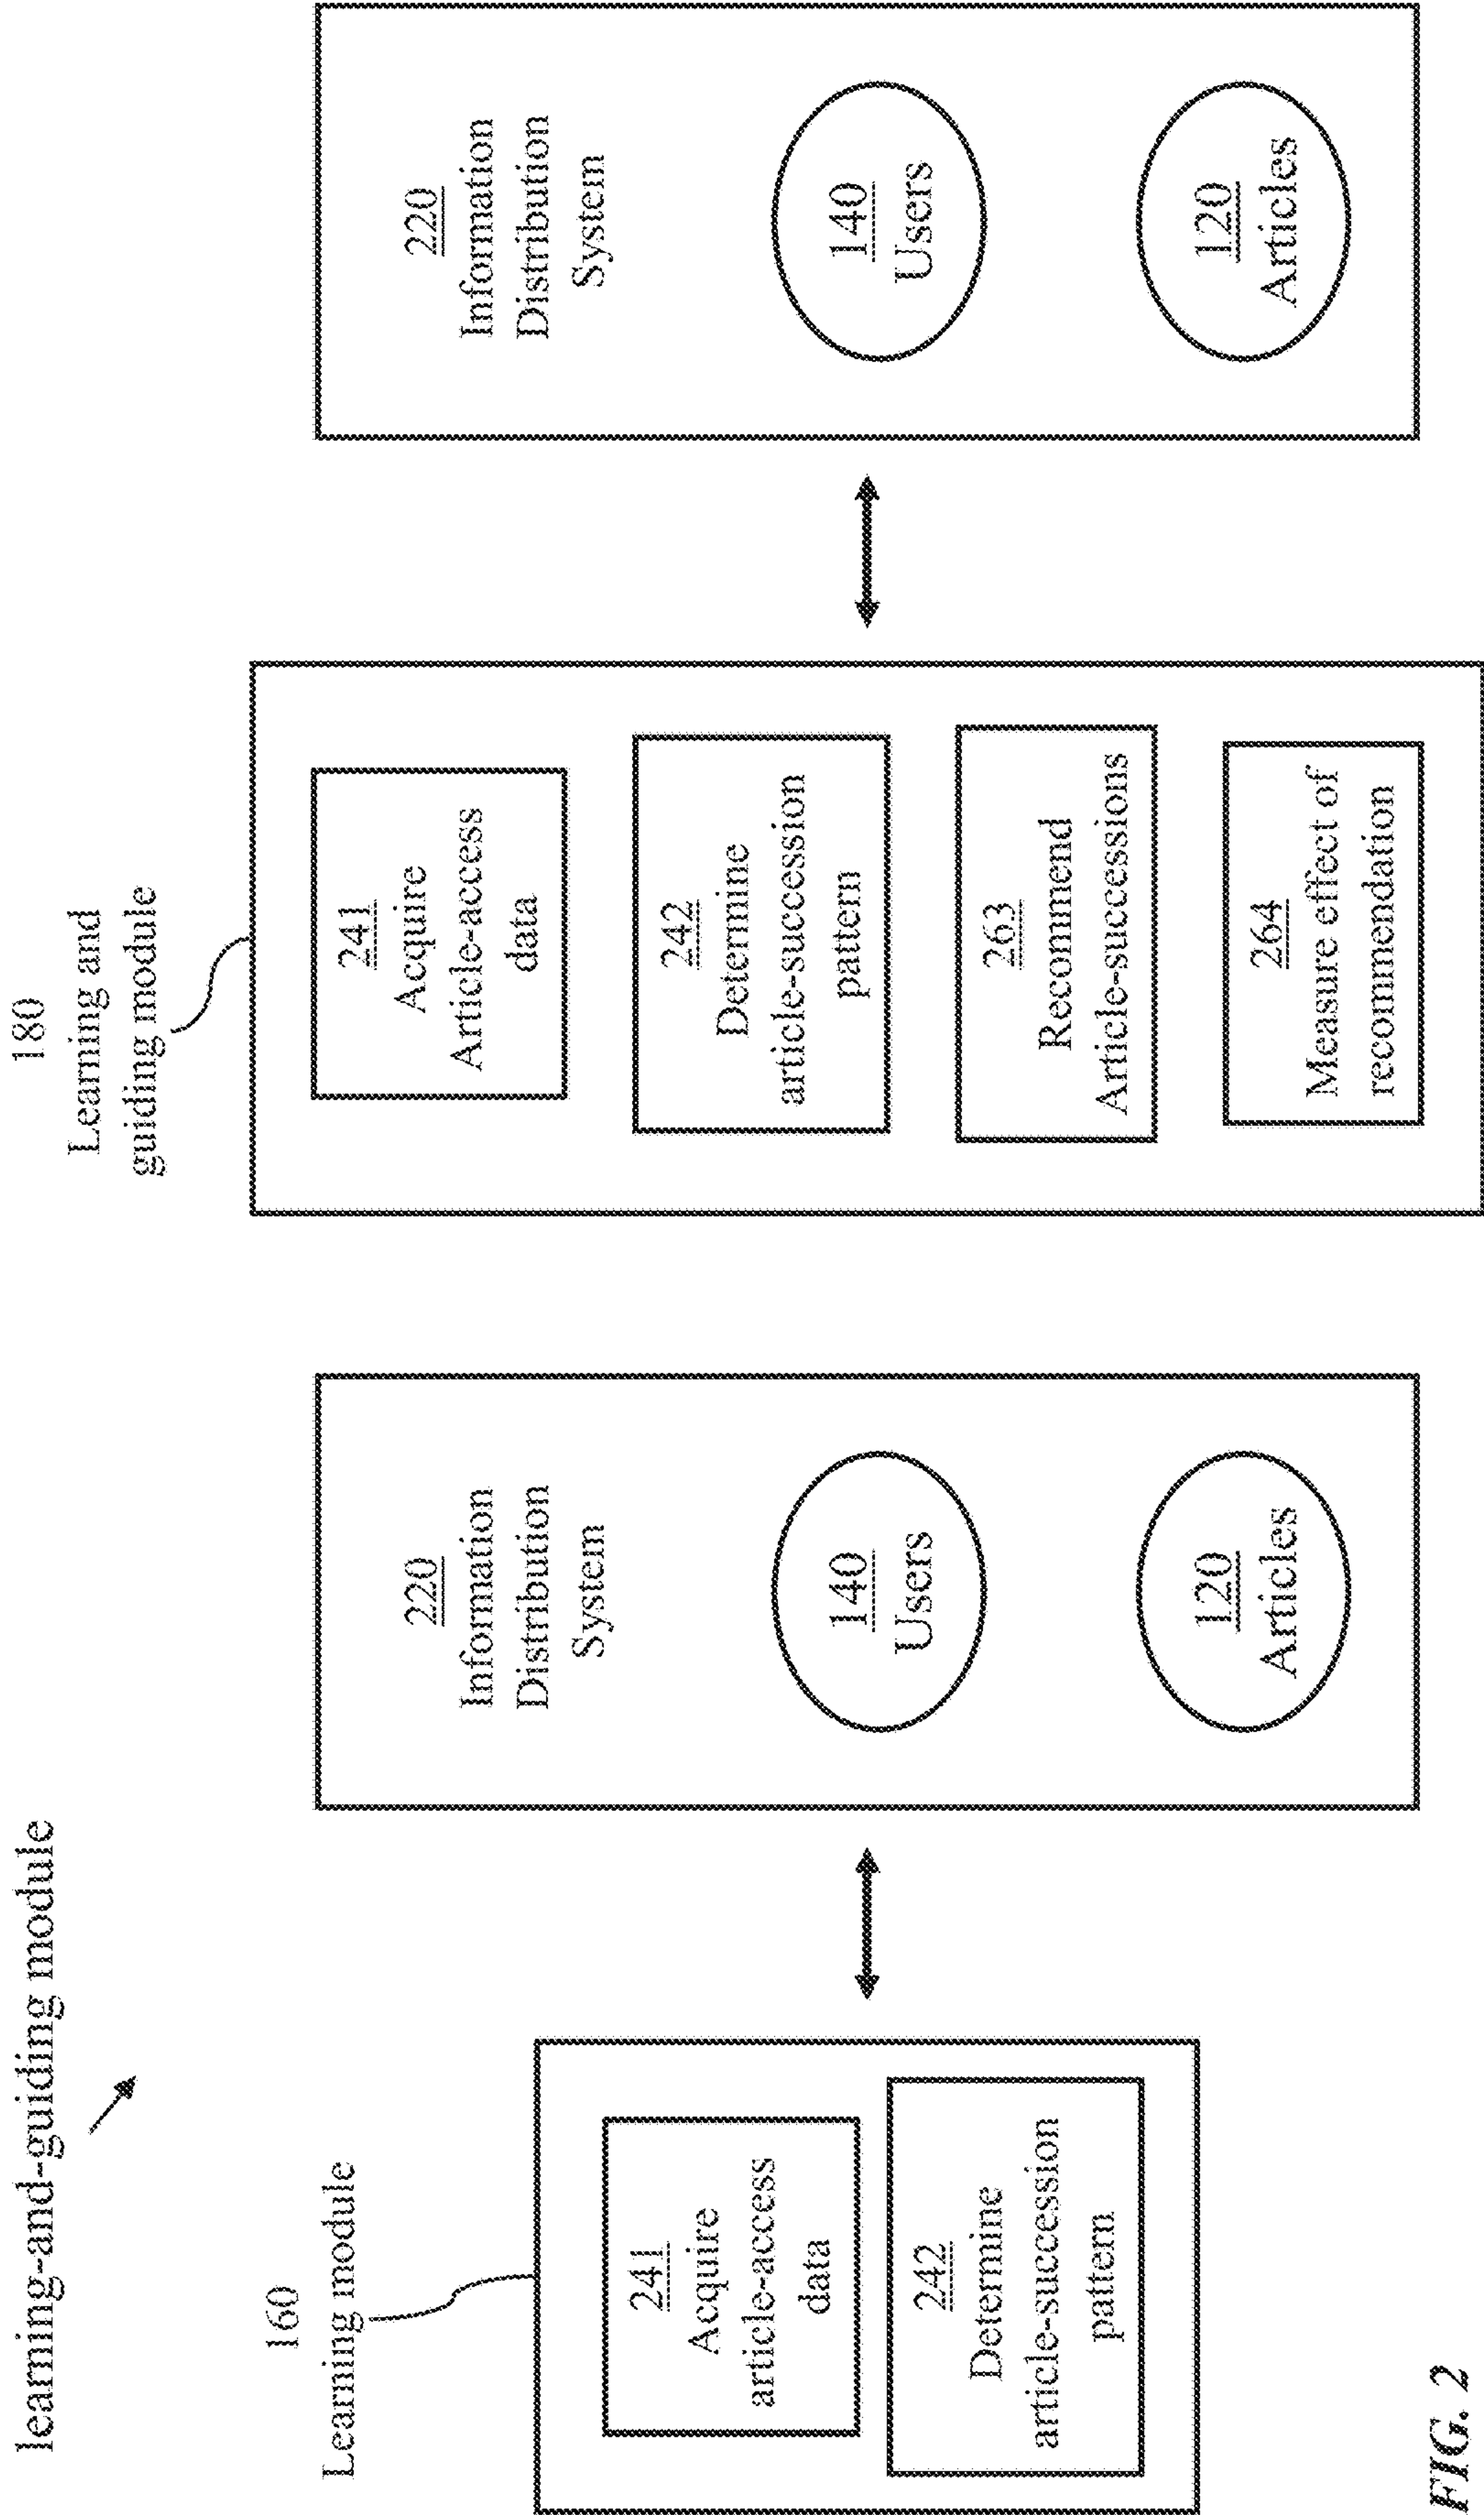 learning-and-guiding module
160
Learning module
241
Acquire
article-access
data
242
Determine
article-succession
pattern
220
Information
Distribution
System
140
Users
120
Articles
180
Learning and
guiding module
241
Acquire
Article-access
data
242
Determine
article-succession
pattern
263
Recommend
Article-successions
264
Measure effect of
recommendation
220
Information
Distribution
System
140
Users
120
Articles
FIG. 2